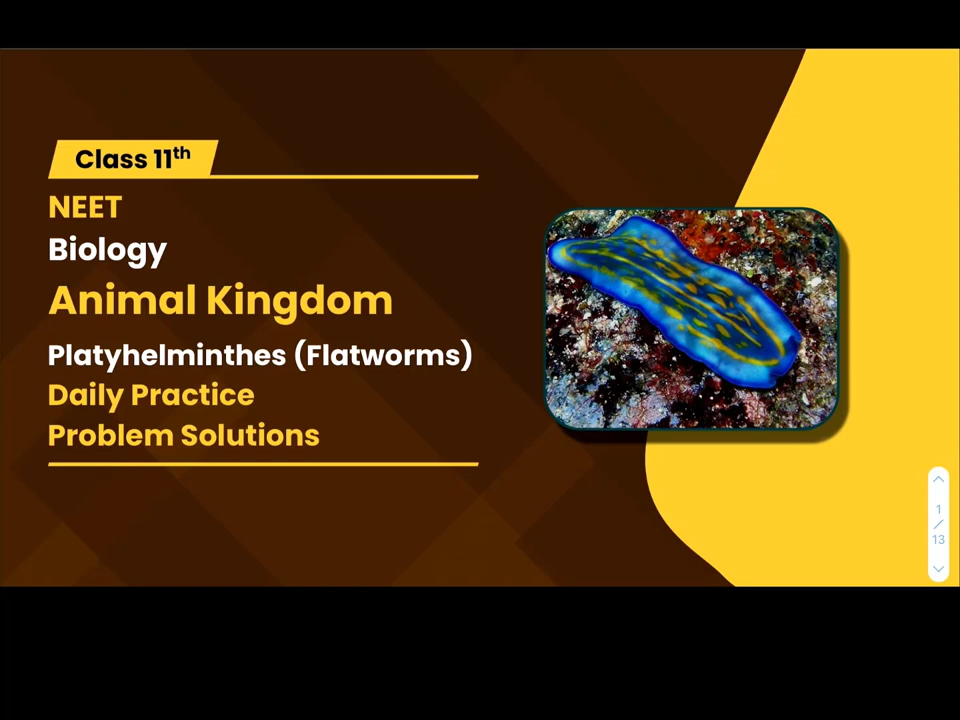 Class 11th
NEET
Biology
Animal Kingdom
Platyhelminthes (Flatworms)
Daily Practice
Problem Solutions
1
/
13